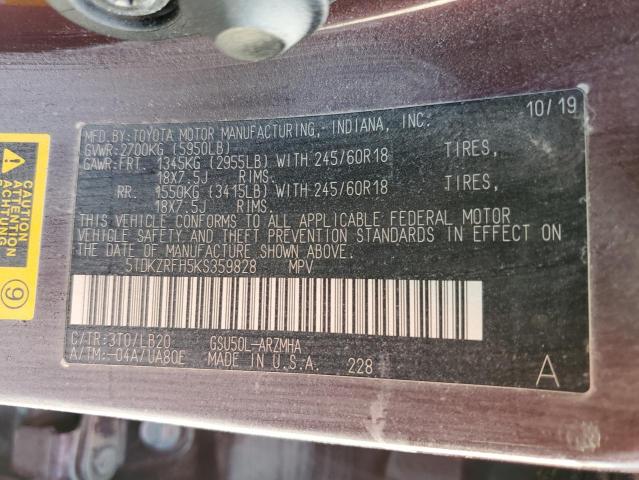 10/19
MFD.BY:TOYOTA MOTOR MANUFACTURING, INDIANA, INC.
GVWR:2700KG (5950LB)
GAWR:FRT. 1345KG (2955LB) WITH 245/60R18 TIRES,
18X7.5J RIMS.
RR. 1550KG (3415LB) WITH 245/60R18 TIRES,
18X7.5J RIMS.
THIS VEHICLE CONFORMS TO ALL APPLICABLE FEDERAL MOTOR
VEHICLE SAFETY AND THEFT PREVENTION STANDARDS IN EFFECT ON
THE DATE OF MANUFACTURE SHOWN ABOVE.
5TDKZRFH5KS359828 MPV
C/TR:3T0/LB20 GSU50L-ARZMHA
A/TM:-04A/UA80E MADE IN U.S.A. 228 A
9